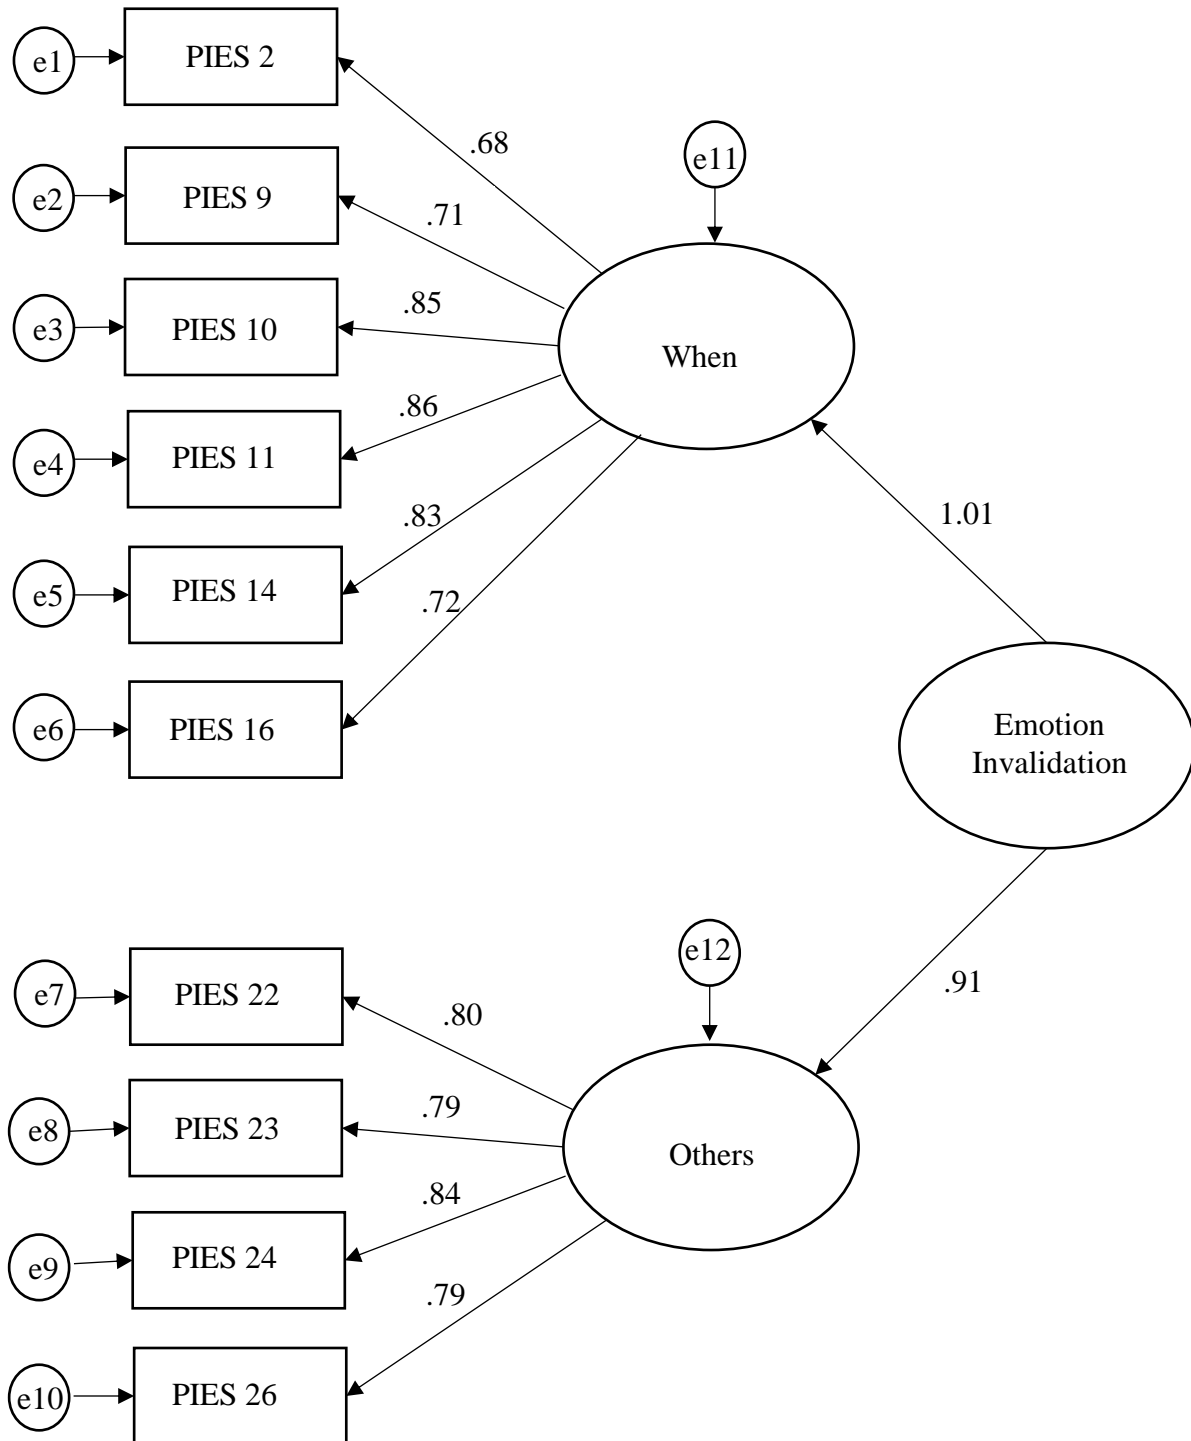 e1
PIES 2
.68
e11
e2
PIES 9
.71
e3
PIES 10
.85
When
e4
PIES 11
.86
e5
PIES 14
.83
1.01
e6
PIES 16
.72
Emotion
Invalidation
e7
PIES 22
.80
e12
.91
e8
PIES 23
.79
Others
e9
PIES 24
.84
e10
PIES 26
.79